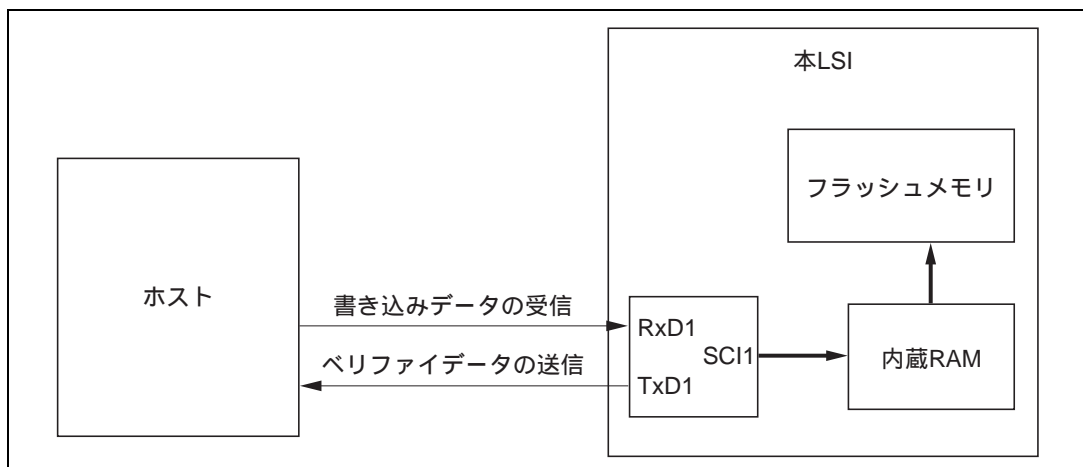 本LSI
フラッシュメモリ
ホスト
書き込みデータの受信
RxD1
SCI1
内蔵RAM
ベリファイデータの送信
TxD1